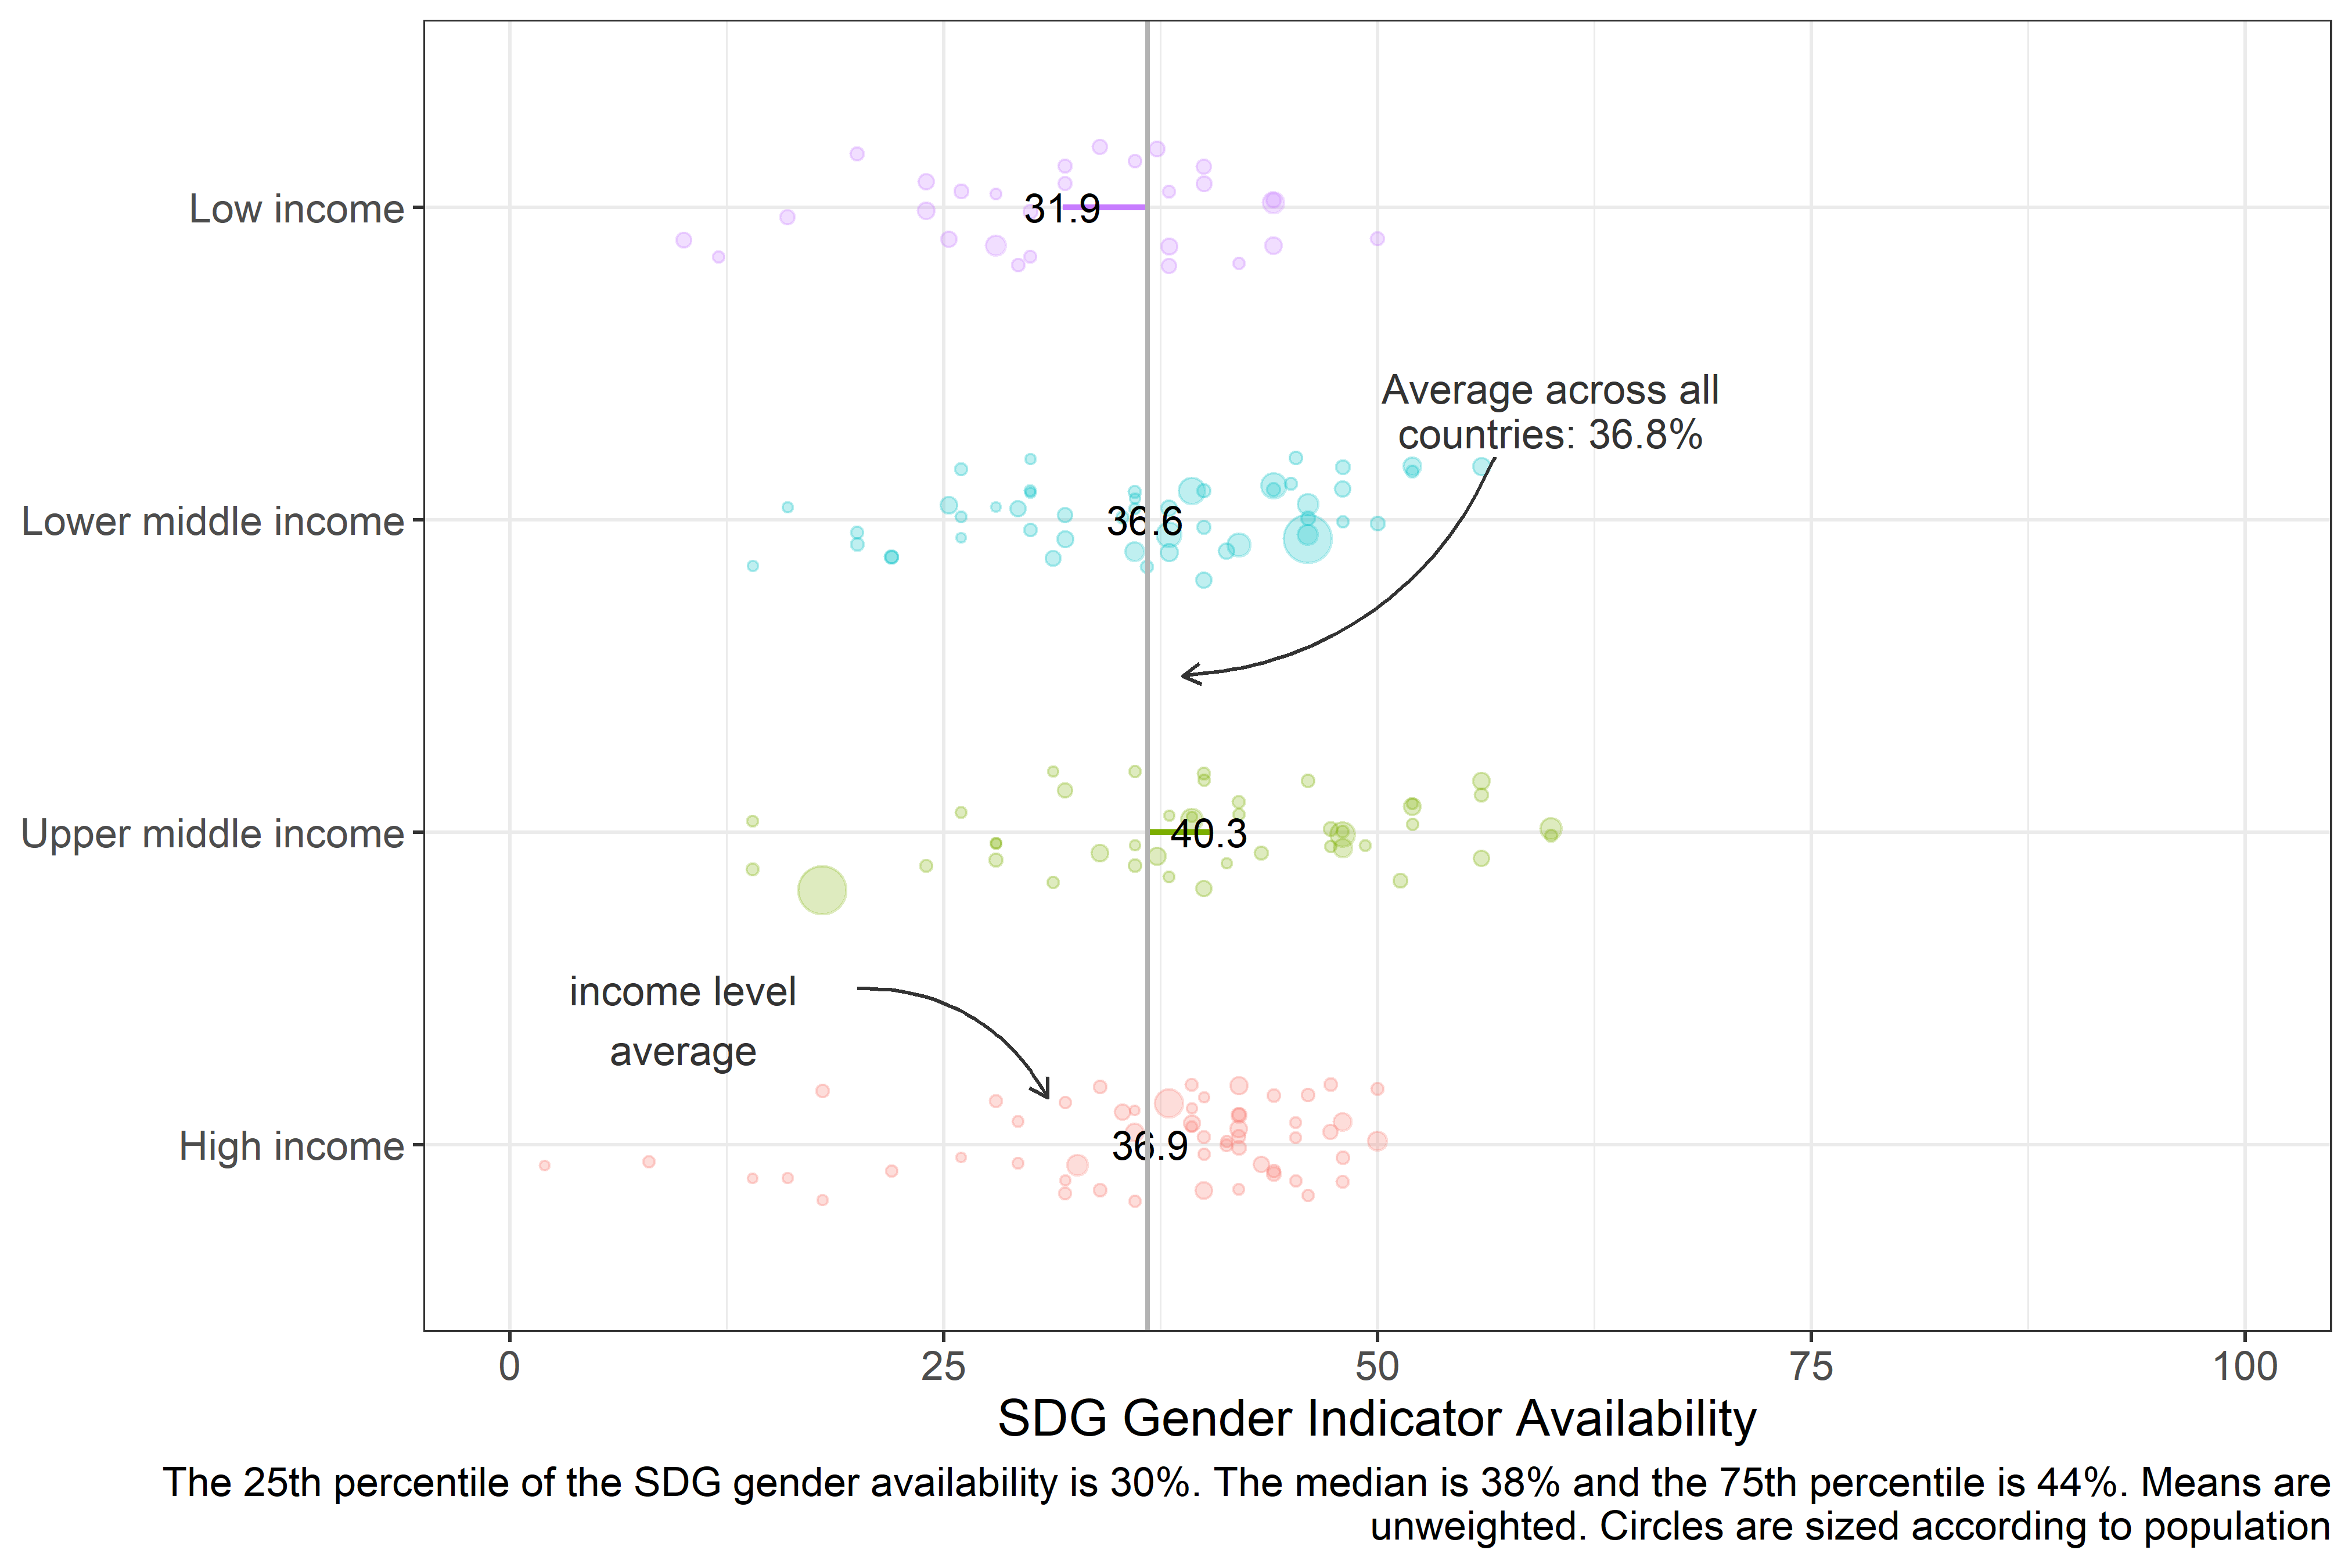 Low income
31.9
Average across all
countries: 36.8%
Lower middle income
36.6
Upper middle income
40.3
income level
average
High income
36.9
0 25 50 75 100
SDG Gender Indicator Availability
The 25th percentile of the SDG gender availability is 30%. The median is 38% and the 75th percentile is 44%. Means are
unweighted. Circles are sized according to population